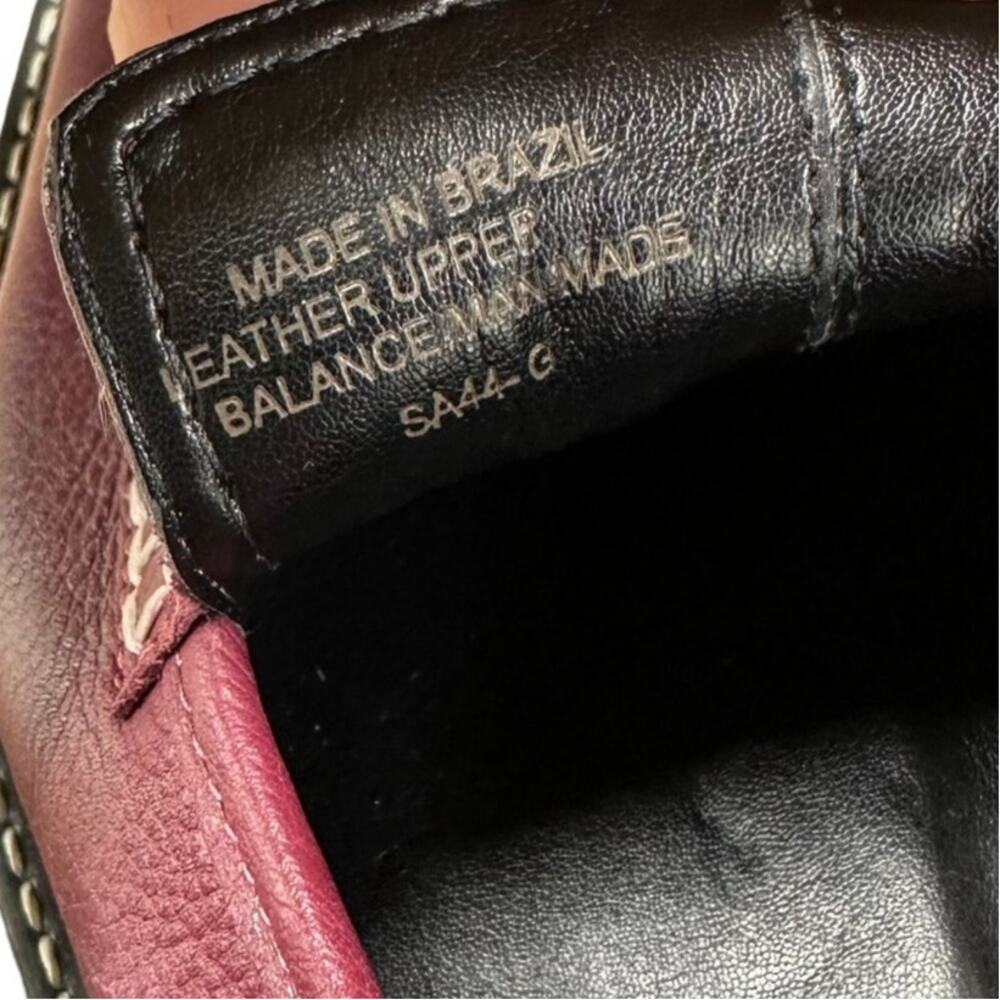 MADE IN BRAZIL
LEATHER UPPER
BALANCE MAN MADE
SA44- G